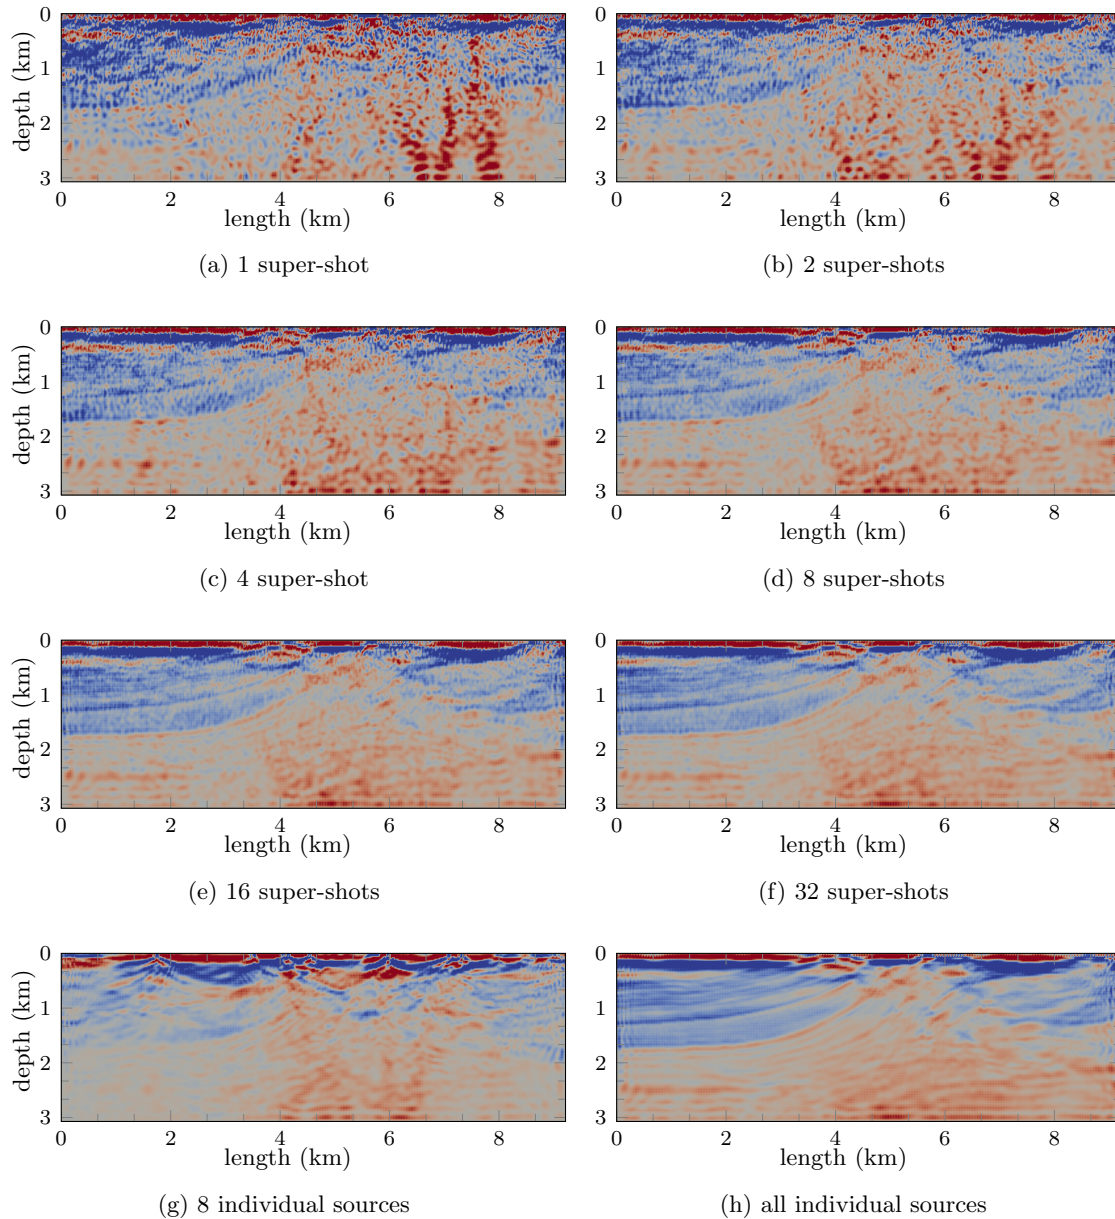 0
1
2
3
depth (km)
0 2 4 6 8
length (km)
(a) 1 super-shot
0
1
2
3
depth (km)
0 2 4 6 8
length (km)
(b) 2 super-shots
0
1
2
3
depth (km)
0 2 4 6 8
length (km)
(c) 4 super-shot
0
1
2
3
depth (km)
0 2 4 6 8
length (km)
(d) 8 super-shots
0
1
2
3
depth (km)
0 2 4 6 8
length (km)
(e) 16 super-shots
0
1
2
3
0 2 4 6 8
length (km)
(f) 32 super-shots
0
1
2
3
depth (km)
0 2 4 6 8
length (km)
(g) 8 individual sources
0
1
2
3
depth (km)
0 2 4 6 8
length (km)
(h) all individual sources